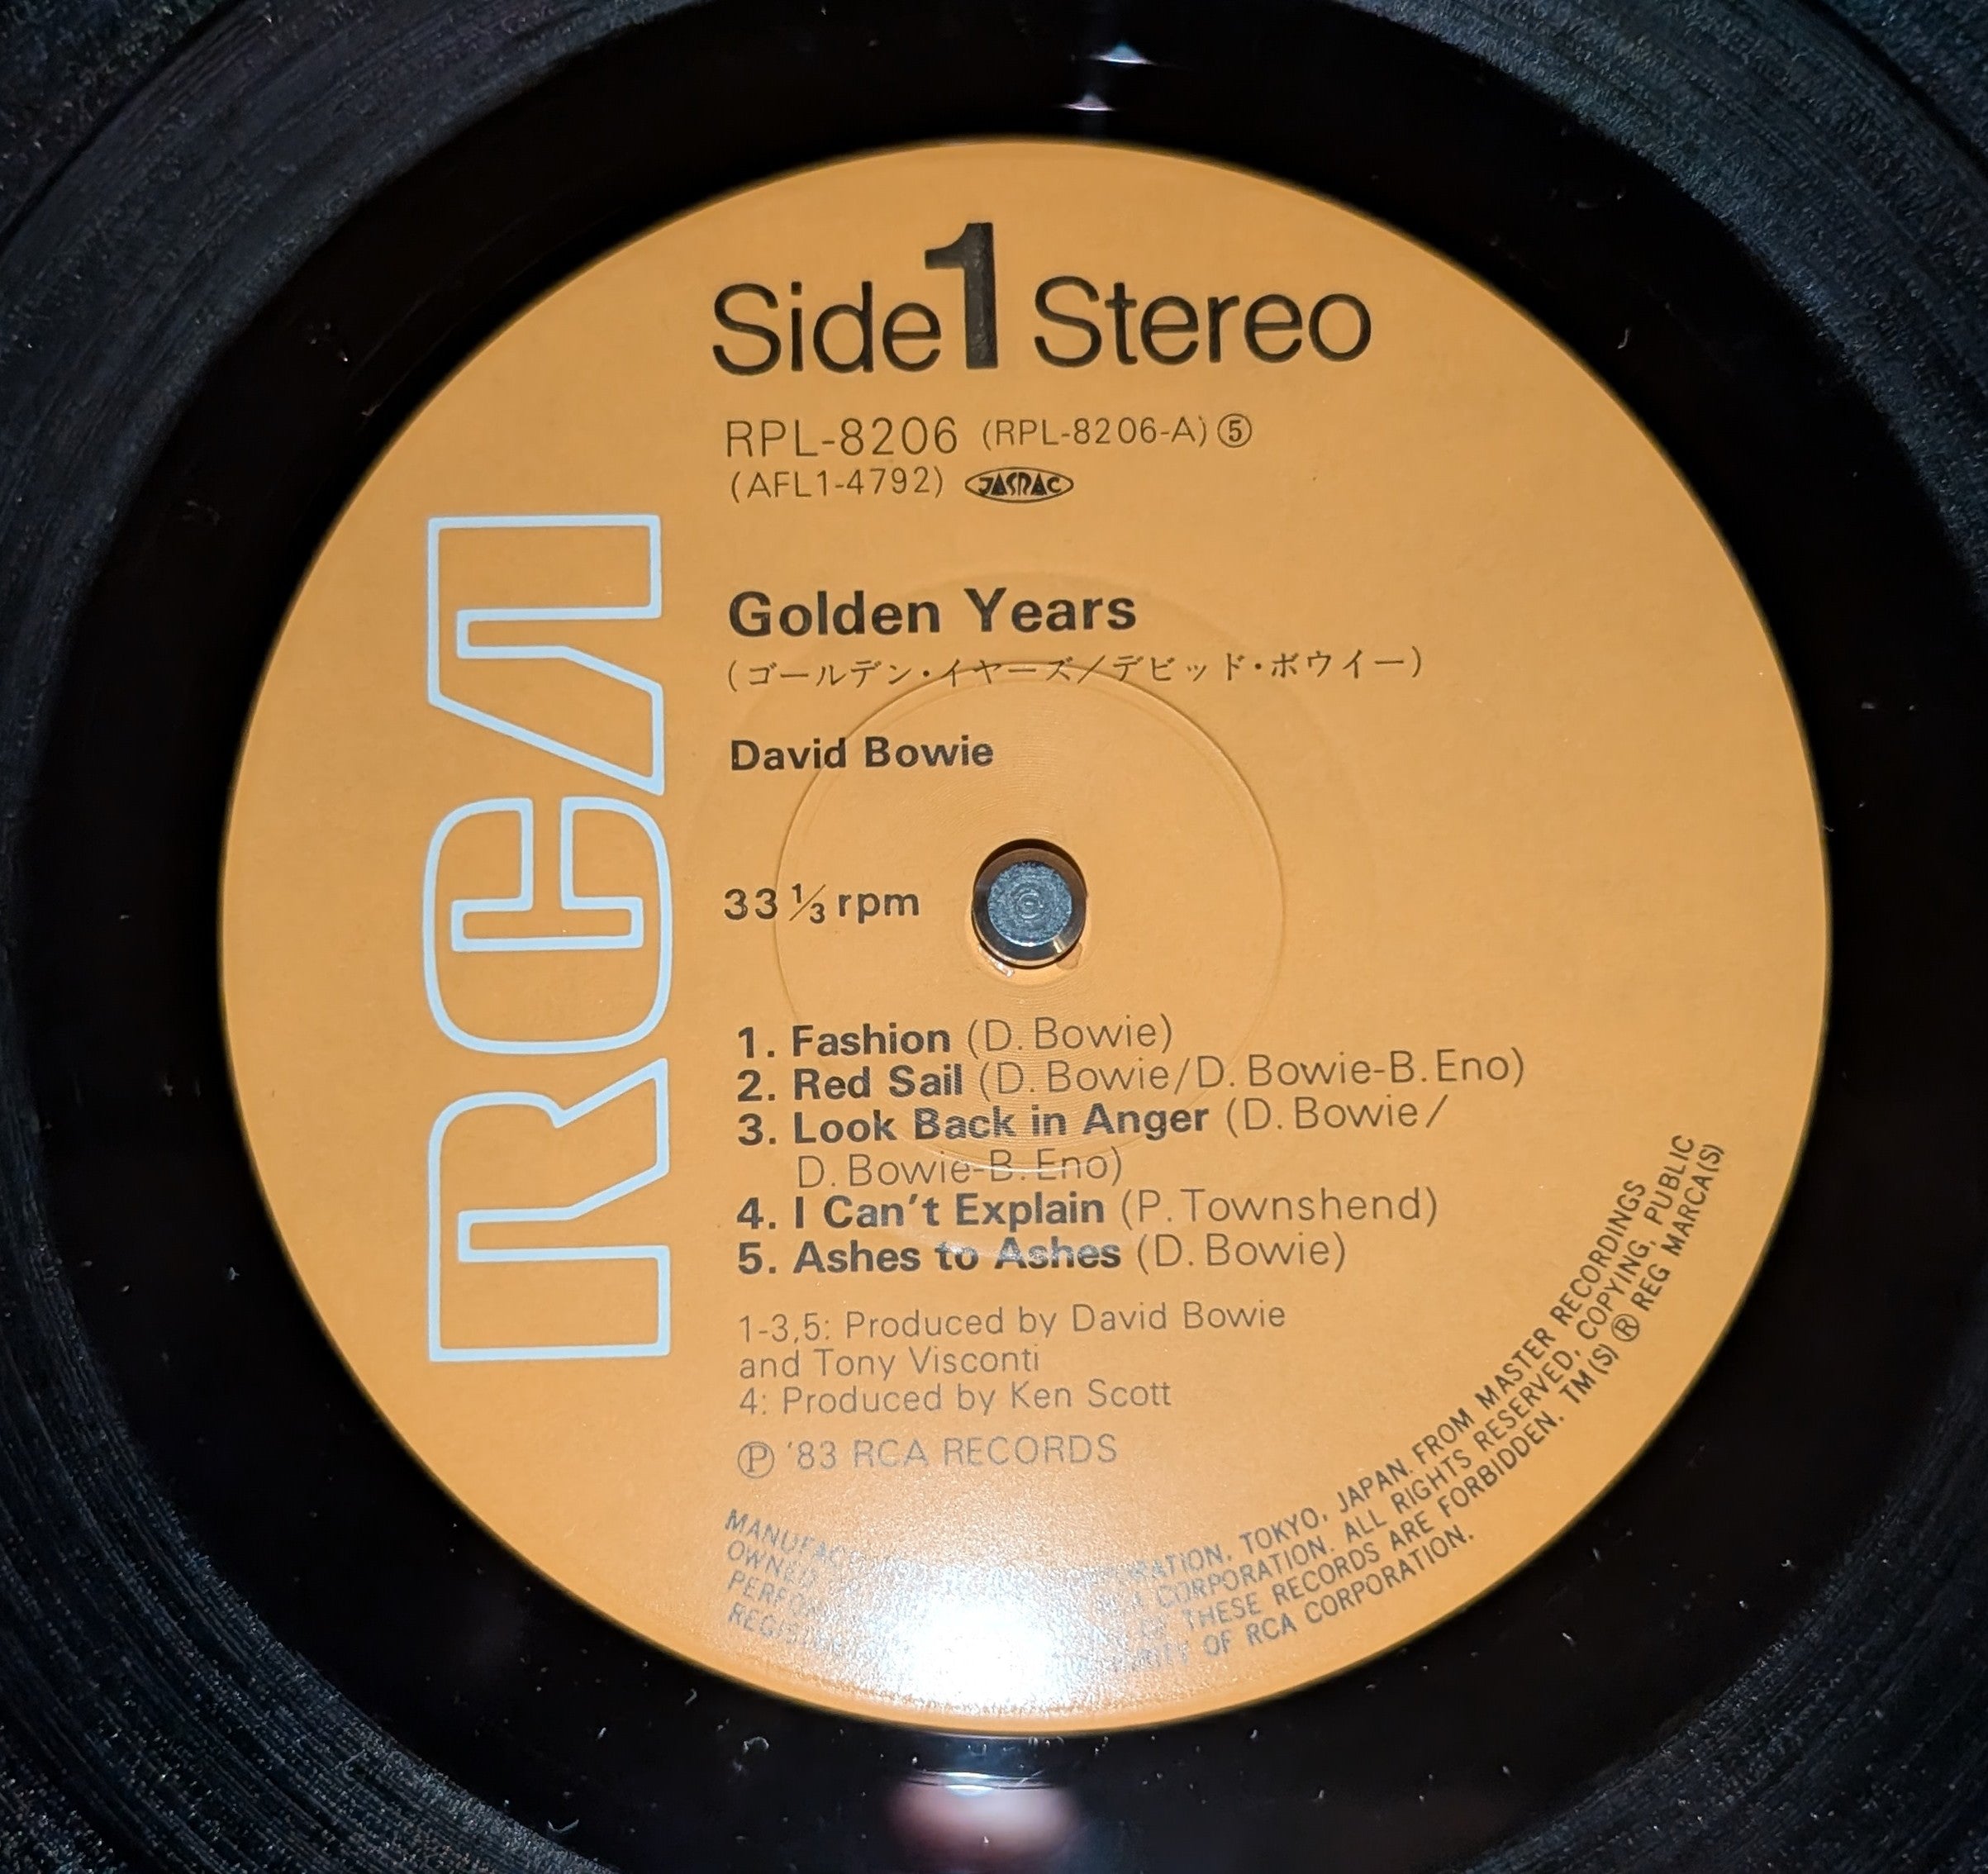 RCA
Side 1 Stereo
RPL-8206 (RPL-8206-A) ⑤
(AFL1-4792) JASRAC
Golden Years
(ゴールデン・イヤーズ/デビッド・ボウイー)
David Bowie
33 1/3 rpm
1. Fashion (D. Bowie)
2. Red Sail (D. Bowie/D. Bowie-B. Eno)
3. Look Back in Anger (D. Bowie/
D. Bowie-B. Eno)
4. I Can't Explain (P. Townshend)
5. Ashes to Ashes (D. Bowie)
1-3,5: Produced by David Bowie
and Tony Visconti
4: Produced by Ken Scott
Ⓟ '83 RCA RECORDS
TOKYO, JAPAN. FROM MASTER RECORDINGS
OWNED CORPORATION. ALL RIGHTS RESERVED, COPYING, PUBLIC
OF THESE RECORDS ARE FORBIDDEN. TM(S) ® REG MARCA(S)
OF RCA CORPORATION.